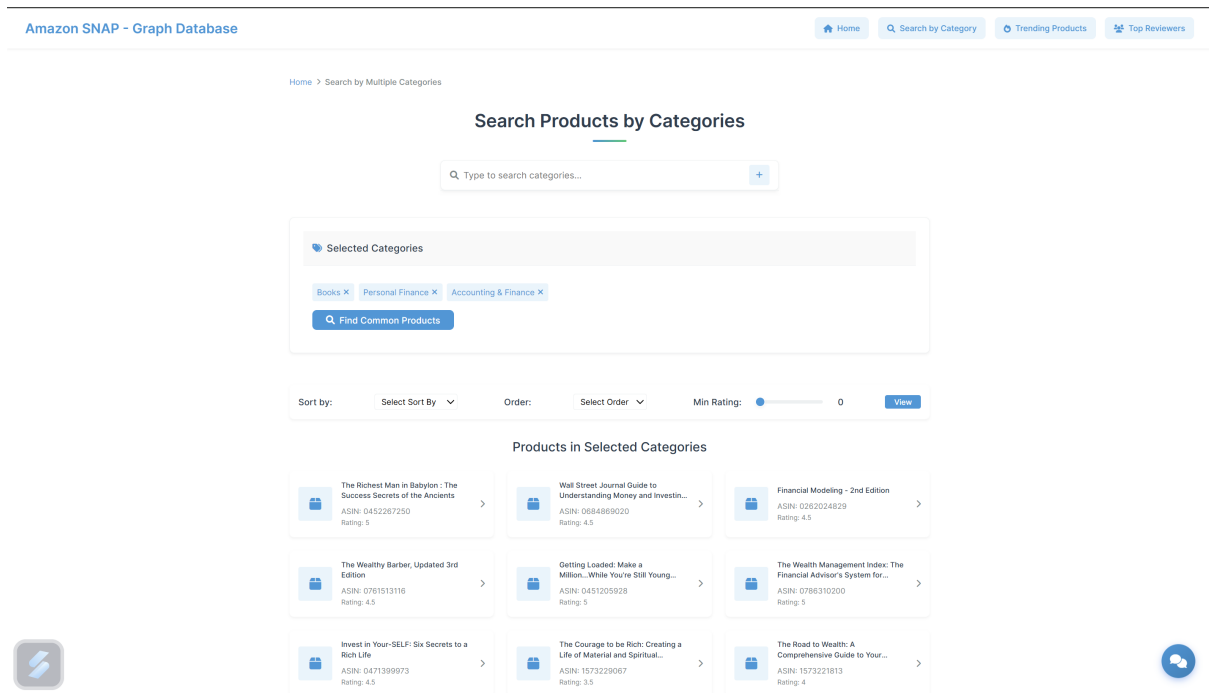 Amazon SNAP - Graph Database
Home
Search by Category
Trending Products
Top Reviewers
Home > Search by Multiple Categories
Search Products by Categories
Type to search categories...
+
Selected Categories
Books ×
Personal Finance ×
Accounting & Finance ×
Find Common Products
Sort by:
Select Sort By
Order:
Select Order
Min Rating:
0
View
Products in Selected Categories
The Richest Man in Babylon : The
Success Secrets of the Ancients
ASIN: 0452267250
Rating: 5
Wall Street Journal Guide to
Understanding Money and Investin...
ASIN: 0684869020
Rating: 4.5
Financial Modeling - 2nd Edition
ASIN: 0262024829
Rating: 4.5
The Wealthy Barber, Updated 3rd
Edition
ASIN: 0761513116
Rating: 4.5
Getting Loaded: Make a
Million...While You're Still Young...
ASIN: 0451205928
Rating: 5
The Wealth Management Index: The
Financial Advisor's System for...
ASIN: 0786310200
Rating: 5
Invest in Your-SELF: Six Secrets to a
Rich Life
ASIN: 0471399973
Rating: 4.5
The Courage to be Rich: Creating a
Life of Material and Spiritual...
ASIN: 1573229067
Rating: 3.5
The Road to Wealth: A
Comprehensive Guide to Your...
ASIN: 1573221813
Rating: 4